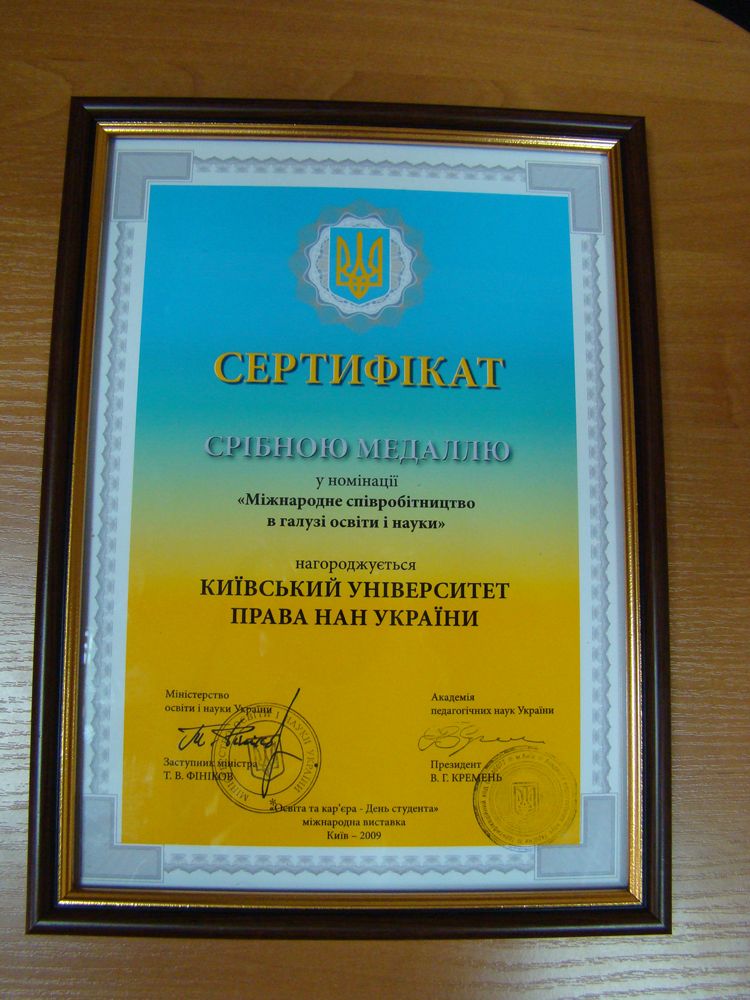 СЕРТИФІКАТ
СРІБНОЮ МЕДАЛЛЮ
у номінації
«Міжнародне співробітництво
в галузі освіти і науки»
нагороджується
КИЇВСЬКИЙ УНІВЕРСИТЕТ
ПРАВА НАН УКРАЇНИ
Міністерство
освіти і науки України
Заступник міністра
Т. В. ФІНІКОВ
Академія
педагогічних наук України
Президент
В. Г. КРЕМЕНЬ
«Освіта та кар'єра - День студента»
міжнародна виставка
Київ – 2009